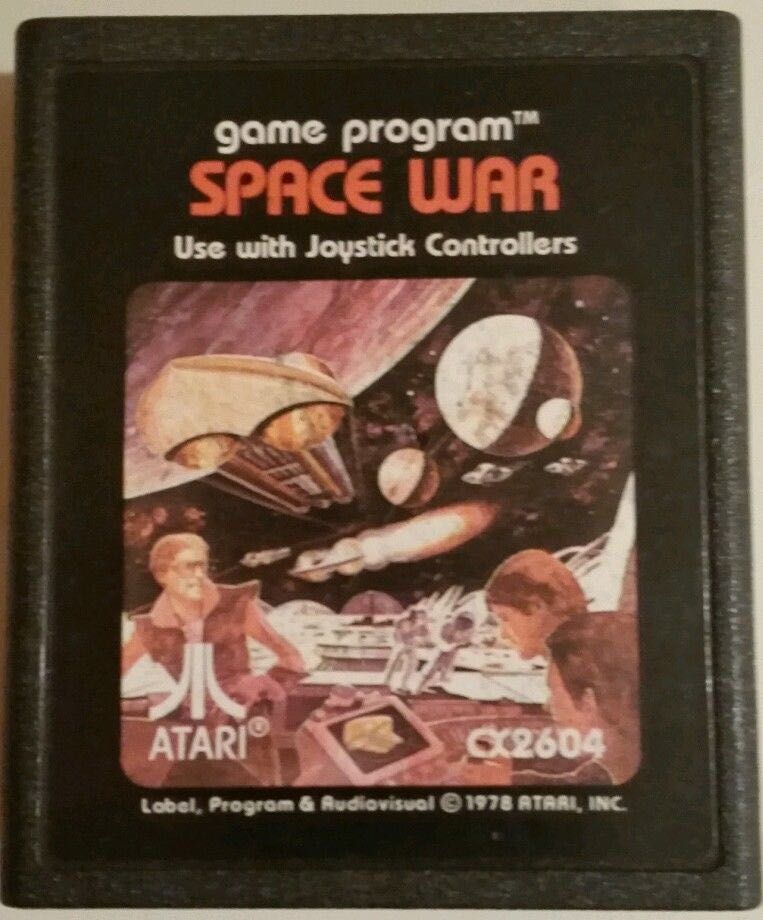 game program™
SPACE WAR
Use with Joystick Controllers
ATARI®
CX2604
Label, Program & Audiovisual © 1978 ATARI, INC.